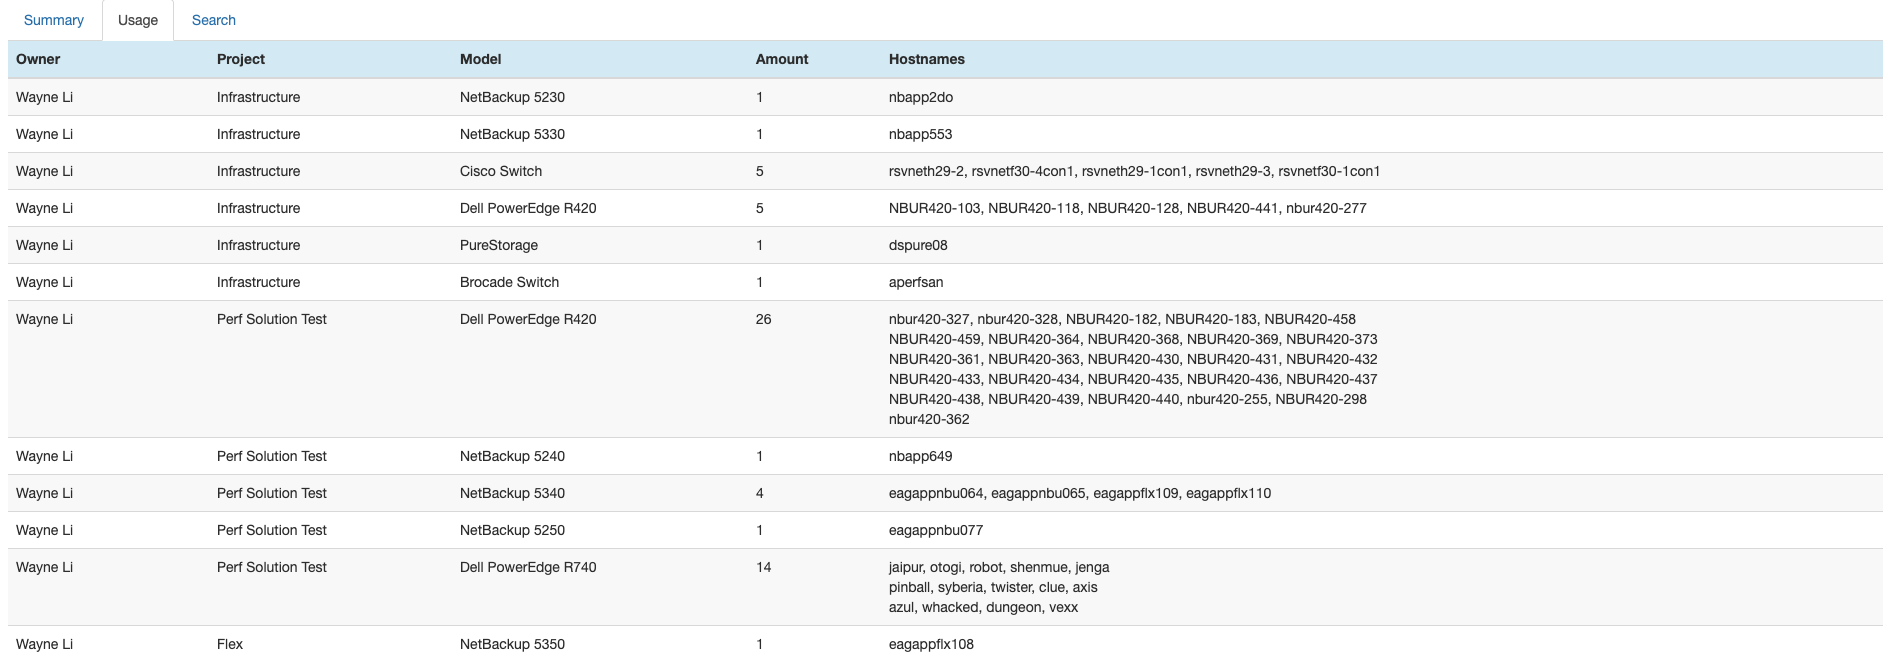 Summary Usage Search
Owner Project Model Amount Hostnames
Wayne Li Infrastructure NetBackup 5230 1 nbapp2do
Wayne Li Infrastructure NetBackup 5330 1 nbapp553
Wayne Li Infrastructure Cisco Switch 5 rsvneth29-2, rsvnetf30-4con1, rsvneth29-1con1, rsvneth29-3, rsvnetf30-1con1
Wayne Li Infrastructure Dell PowerEdge R420 5 NBUR420-103, NBUR420-118, NBUR420-128, NBUR420-441, nbur420-277
Wayne Li Infrastructure PureStorage 1 dspure08
Wayne Li Infrastructure Brocade Switch 1 aperfsan
Wayne Li Perf Solution Test Dell PowerEdge R420 26 nbur420-327, nbur420-328, NBUR420-182, NBUR420-183, NBUR420-458
NBUR420-459, NBUR420-364, NBUR420-368, NBUR420-369, NBUR420-373
NBUR420-361, NBUR420-363, NBUR420-430, NBUR420-431, NBUR420-432
NBUR420-433, NBUR420-434, NBUR420-435, NBUR420-436, NBUR420-437
NBUR420-438, NBUR420-439, NBUR420-440, nbur420-255, NBUR420-298
nbur420-362
Wayne Li Perf Solution Test NetBackup 5240 1 nbapp649
Wayne Li Perf Solution Test NetBackup 5340 4 eagappnbu064, eagappnbu065, eagappflx109, eagappflx110
Wayne Li Perf Solution Test NetBackup 5250 1 eagappnbu077
Wayne Li Perf Solution Test Dell PowerEdge R740 14 jaipur, otogi, robot, shenmue, jenga
pinball, syberia, twister, clue, axis
azul, whacked, dungeon, vexx
Wayne Li Flex NetBackup 5350 1 eagappflx108